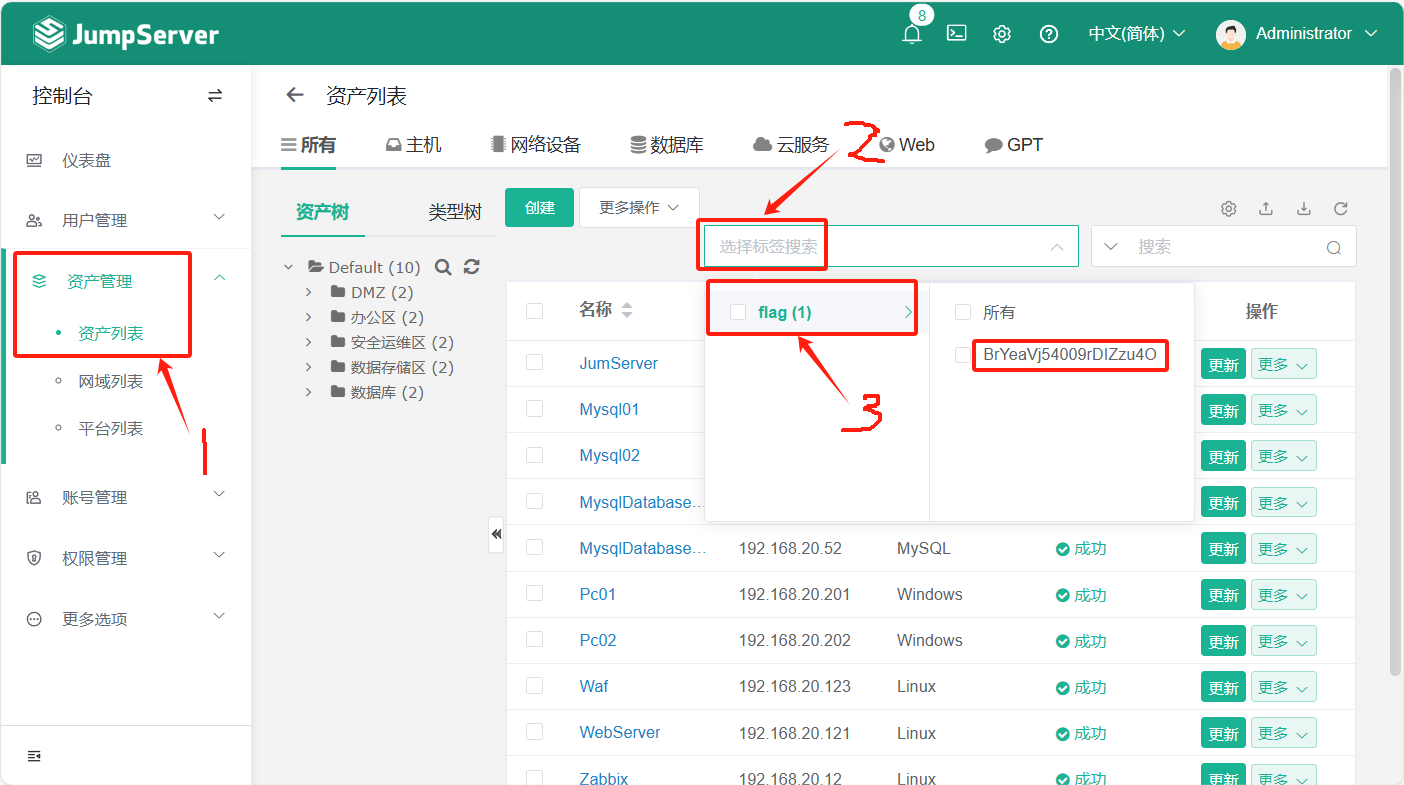 JumpServer
8
中文(简体)
Administrator
控制台
仪表盘
用户管理
资产管理
资产列表
网域列表
平台列表
账号管理
权限管理
更多选项
资产列表
所有 主机 网络设备 数据库 云服务 Web GPT
资产树 类型树
Default (10)
DMZ (2)
办公区 (2)
安全运维区 (2)
数据存储区 (2)
数据库 (2)
创建 更多操作
选择标签搜索 搜索
flag (1) 所有
BrYeaVj54009rDIZzu4O
名称 操作
JumServer 更新 更多
Mysql01 更新 更多
Mysql02 更新 更多
MysqlDatabase... 更新 更多
MysqlDatabase... 192.168.20.52 MySQL 成功 更新 更多
Pc01 192.168.20.201 Windows 成功 更新 更多
Pc02 192.168.20.202 Windows 成功 更新 更多
Waf 192.168.20.123 Linux 成功 更新 更多
WebServer 192.168.20.121 Linux 成功 更新 更多
Zabbix 192.168.20.12 Linux 成功 更新 更多
1
2
3